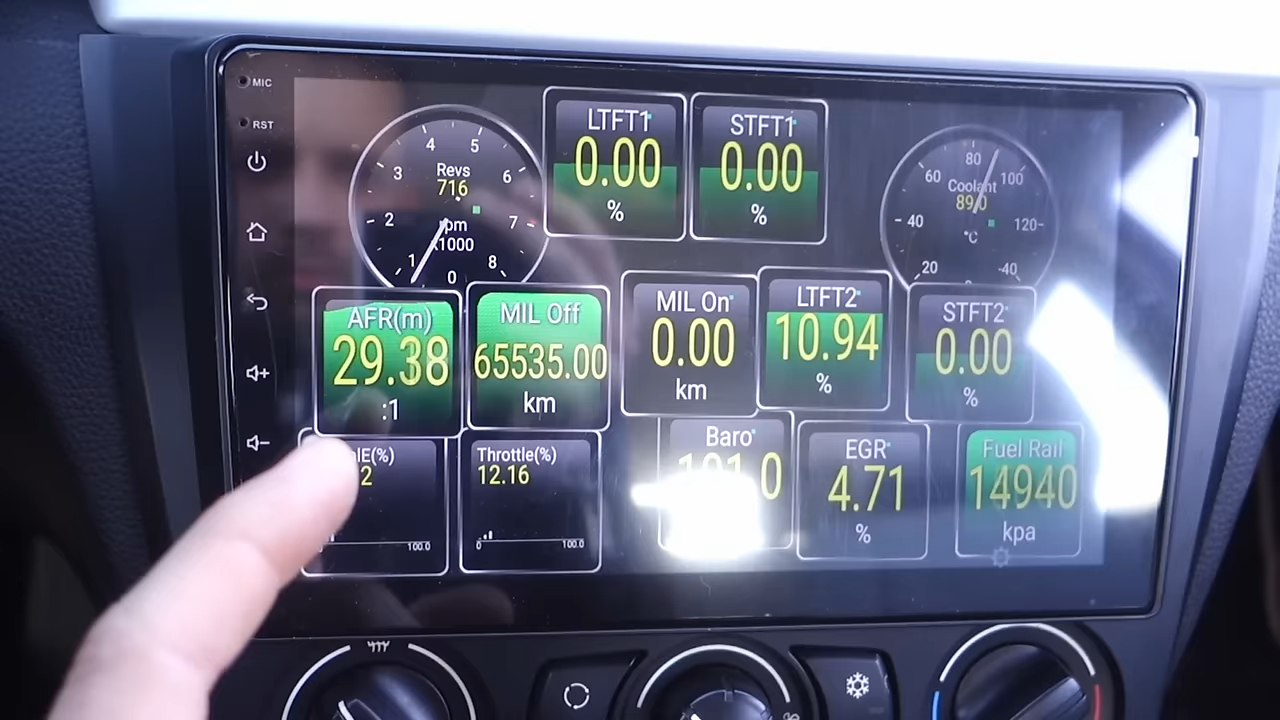 MIC
RST
4 5
3 6
Revs
716
2 7
rpm
x1000
1 0 8
LTFT1
0.00
%
STFT1
0.00
%
80
60 100
Coolant
89.0
-40 120-
°C
20 -40
AFR(m)
29.38
:1
MIL Off
65535.00
km
MIL On
0.00
km
LTFT2
10.94
%
STFT2
0.00
%
(%)
2
100.0
Throttle(%)
12.16
0 100.0
Baro
EGR
4.71
%
Fuel Rail
14940
kpa